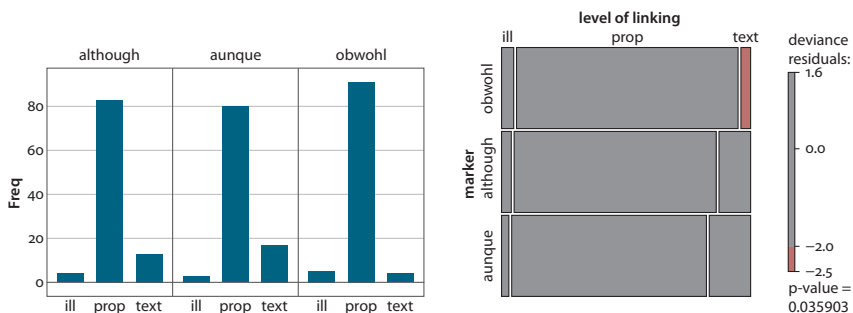 although aunque obwohl
Freq
80
60
40
20
0
ill prop text ill prop text ill prop text
level of linking
ill prop text
marker
obwohl
although
aunque
deviance
residuals:
1.6
0.0
−2.0
−2.5
p-value =
0.035903